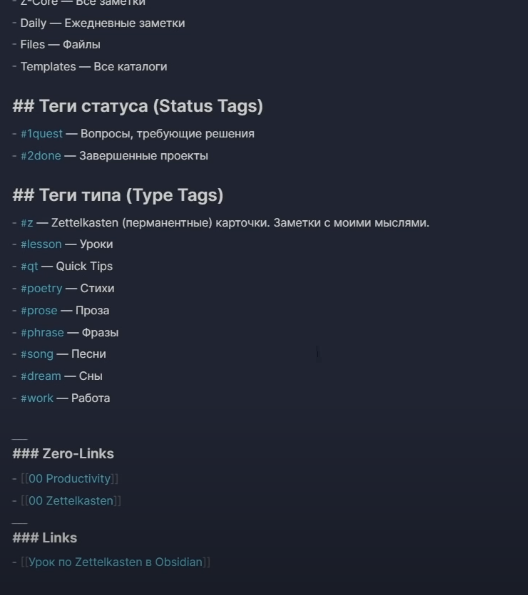 - Z-Core — Все заметки
- Daily — Ежедневные заметки
- Files — Файлы
- Templates — Все каталоги
## Теги статуса (Status Tags)
- #1quest — Вопросы, требующие решения
- #2done — Завершенные проекты
## Теги типа (Type Tags)
- #z — Zettelkasten (перманентные) карточки. Заметки с моими мыслями.
- #lesson — Уроки
- #qt — Quick Tips
- #poetry — Стихи
- #prose — Проза
- #phrase — Фразы
- #song — Песни
- #dream — Сны
- #work — Работа
___
### Zero-Links
- [[00 Productivity]]
- [[00 Zettelkasten]]
___
### Links
- [[Урок по Zettelkasten в Obsidian]]